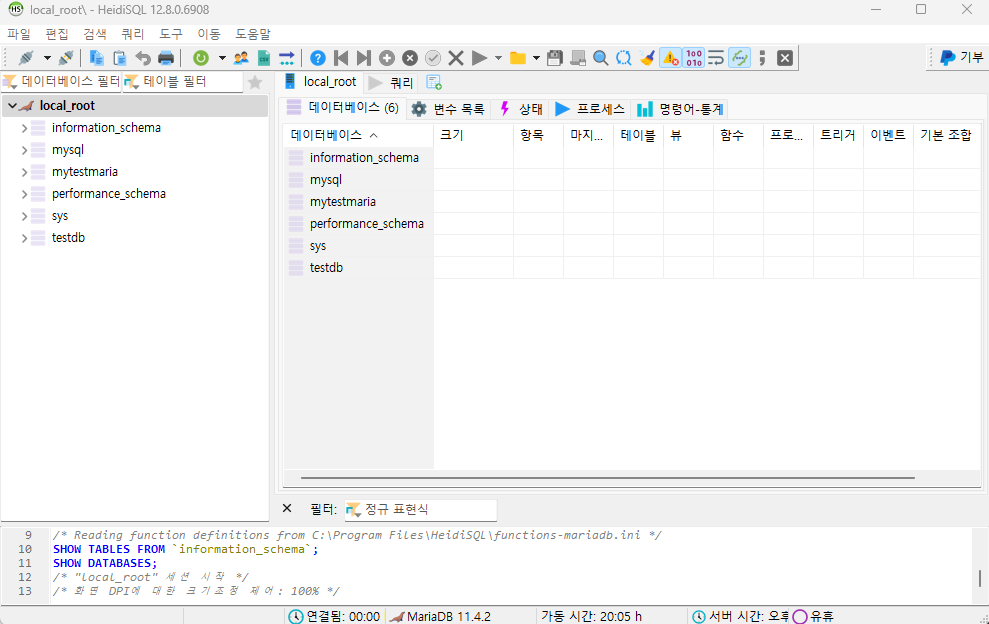 local_root\ - HeidiSQL 12.8.0.6908
파일 편집 검색 쿼리 도구 이동 도움말
기부
데이터베이스 필터 테이블 필터
local_root 쿼리
local_root
information_schema
mysql
mytestmaria
performance_schema
sys
testdb
데이터베이스 (6) 변수 목록 상태 프로세스 명령어-통계
데이터베이스 크기 항목 마지... 테이블 뷰 함수 프로... 트리거 이벤트 기본 조합
information_schema
mysql
mytestmaria
performance_schema
sys
testdb
필터: 정규 표현식
9 /* Reading function definitions from C:\Program Files\HeidiSQL\functions-mariadb.ini */
10 SHOW TABLES FROM `information_schema`;
11 SHOW DATABASES;
12 /* "local_root" 세션 시작 */
13 /* 화면 DPI에 대한 크기조정 제어: 100% */
연결됨: 00:00 MariaDB 11.4.2 가동 시간: 20:05 h 서버 시간: 오후 유휴